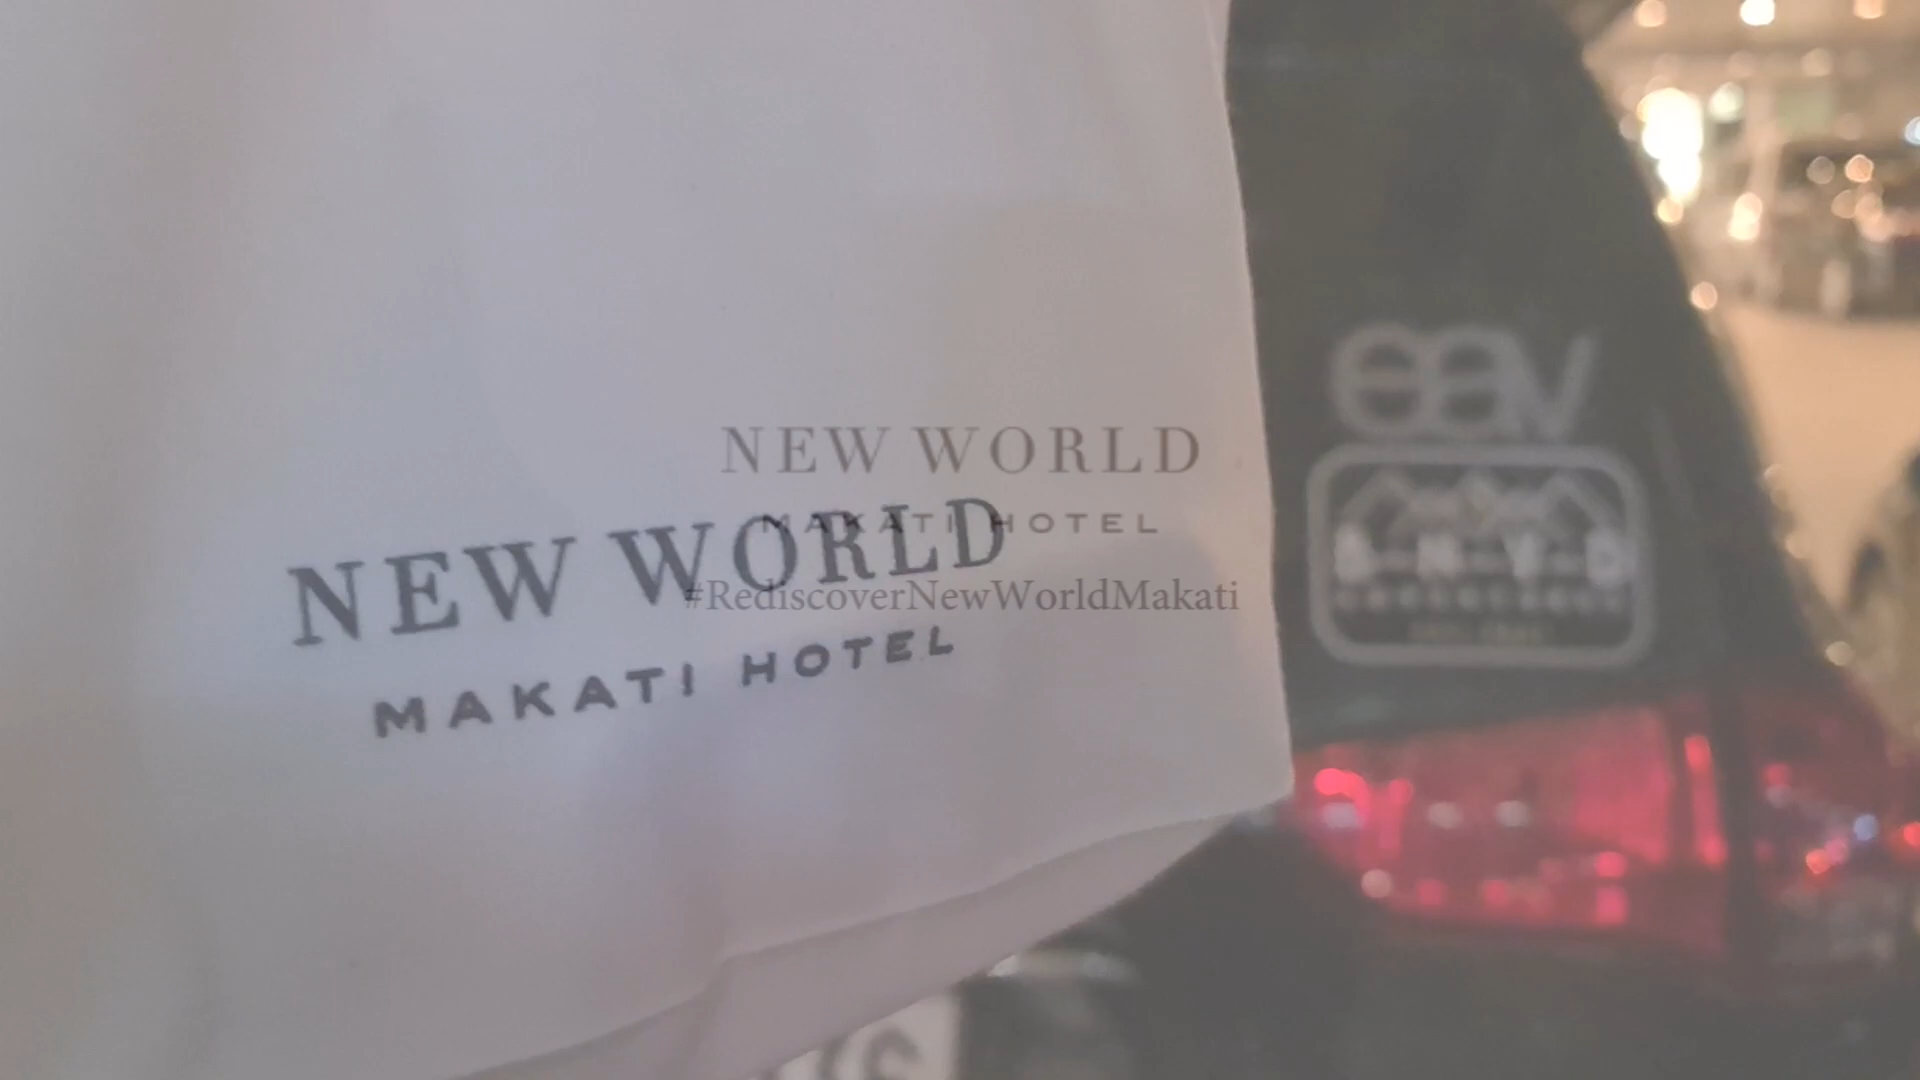 NEW WORLD
MAKATI HOTEL
#RediscoverNewWorldMakati
NEW WORLD
MAKATI HOTEL
eav